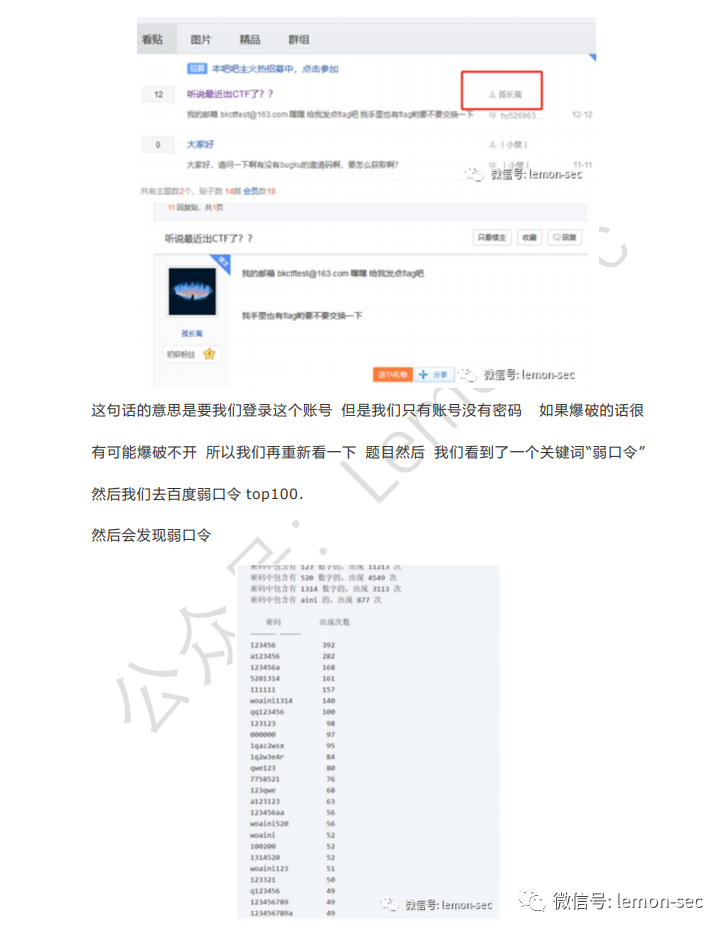 看贴 图片 精品 群组
招募 本吧吧主火热招募中，点击参加
12 听说最近出CTF了？？ 孤长离
我的邮箱 bkctftest@163.com 嘿嘿 给我发点flag吧 我手里也有flag哟要不要交换一下 hy526963... 12-12
0 大家好
大家好，请问一下啊有没有bugku的邀请码啊，要怎么获取啊? 11-11
微信号: lemon-sec
共有主题数2个，贴子数 14篇 会员数18
11回复贴，共1页
听说最近出CTF了？？ 只看楼主 收藏 回复
楼主
我的邮箱 bkctftest@163.com 嘿嘿 给我发点flag吧
我手里也有flag哟要不要交换一下
孤长离
初级粉丝 1
送TA礼物 分享
微信号: lemon-sec
这句话的意思是要我们登录这个账号 但是我们只有账号没有密码 如果爆破的话很
有可能爆破不开 所以我们再重新看一下 题目然后 我们看到了一个关键词“弱口令”
然后我们去百度弱口令 top100.
然后会发现弱口令
密码中包含有 123 数字的，出现 11213 次
密码中包含有 520 数字的，出现 4549 次
密码中包含有 1314 数字的，出现 3113 次
密码中包含有 aini 的，出现 877 次
密码 出现次数
123456 392
a123456 282
123456a 168
5201314 161
111111 157
woaini1314 140
qq123456 100
123123 98
000000 97
1qaz2wsx 95
1q2w3e4r 84
qwe123 80
7758521 76
123qwe 68
a123123 63
123456aa 56
woaini520 56
woaini 52
100200 52
1314520 52
woaini123 51
123321 50
q123456 49
123456789 49
123456789a 49
微信号: lemon-sec
微信号: lemon-sec
公众号: Lemon
c